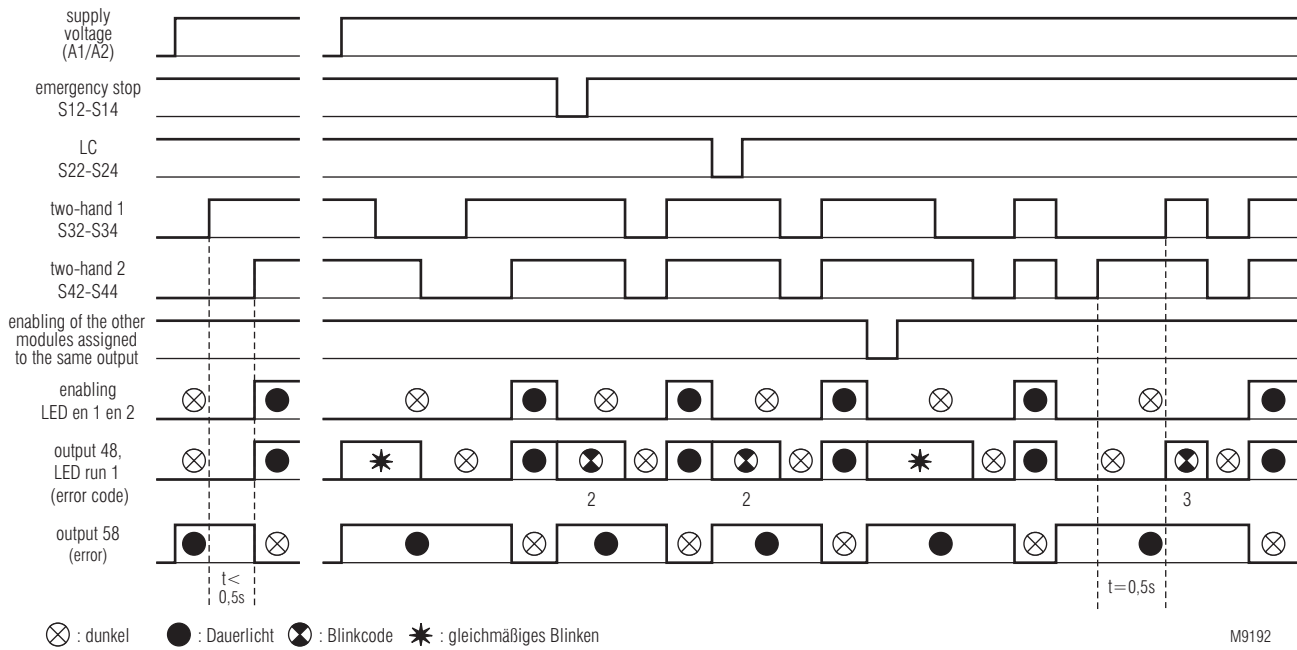 supply
voltage
(A1/A2)
emergency stop
S12-S14
LC
S22-S24
two-hand 1
S32-S34
two-hand 2
S42-S44
enabling of the other
modules assigned
to the same output
enabling
LED en 1 en 2
output 48,
LED run 1
(error code)
2
2
3
output 58
(error)
t<
0,5s
t=0,5s
: dunkel
: Dauerlicht
: Blinkcode
: gleichmäßiges Blinken
M9192